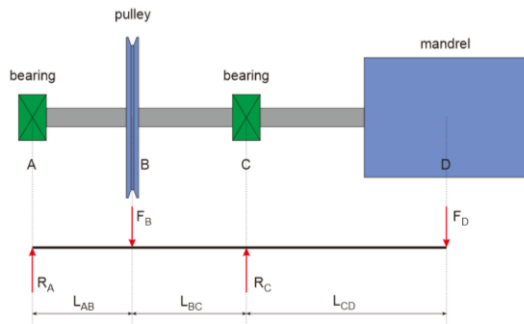 pulley
bearing
bearing
mandrel
A
B
C
D
F_B
F_D
R_A
R_C
L_AB
L_BC
L_CD